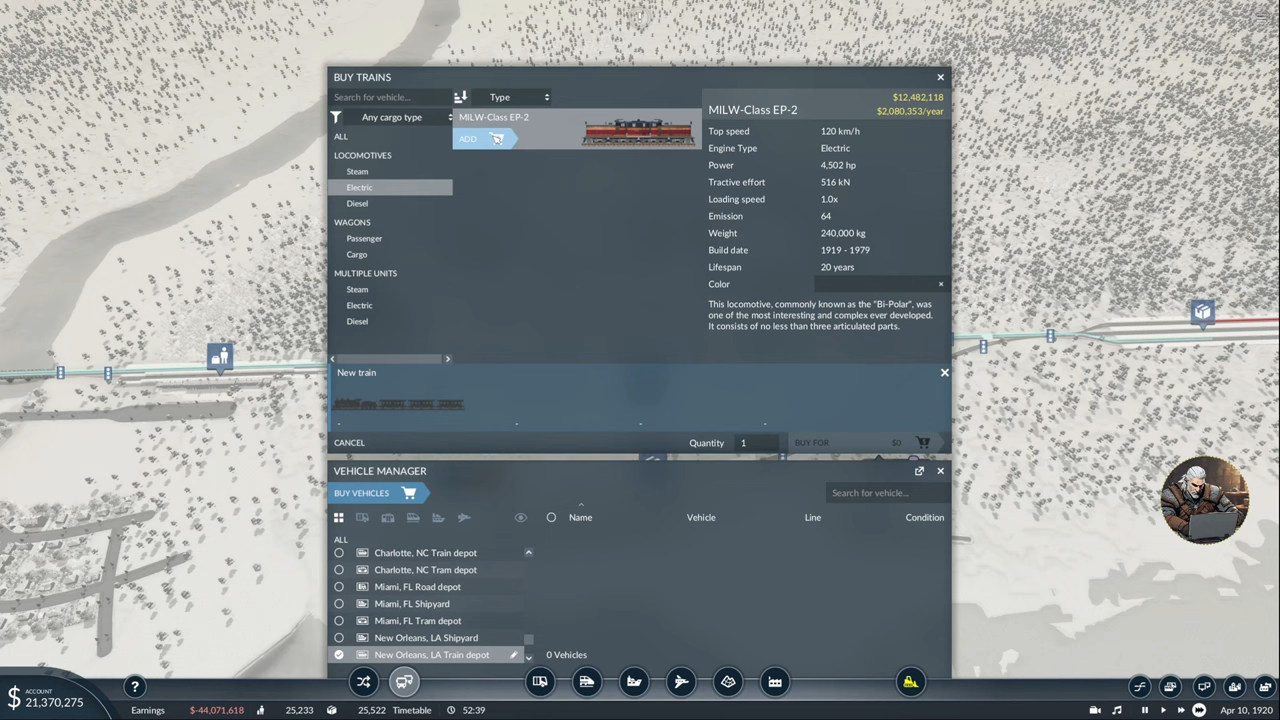 BUY TRAINS
Search for vehicle...
Type
Any cargo type
ALL
LOCOMOTIVES
Steam
Electric
Diesel
WAGONS
Passenger
Cargo
MULTIPLE UNITS
Steam
Electric
Diesel
MILW-Class EP-2
ADD
MILW-Class EP-2
$12,482,118
$2,080,353/year
Top speed 120 km/h
Engine Type Electric
Power 4,502 hp
Tractive effort 516 kN
Loading speed 1.0x
Emission 64
Weight 240,000 kg
Build date 1919 - 1979
Lifespan 20 years
Color
This locomotive, commonly known as the "Bi-Polar", was
one of the most interesting and complex ever developed.
It consists of no less than three articulated parts.
New train
- - - -
CANCEL
Quantity 1
BUY FOR $0
VEHICLE MANAGER
BUY VEHICLES
Search for vehicle...
Name Vehicle Line Condition
ALL
Charlotte, NC Train depot
Charlotte, NC Tram depot
Miami, FL Road depot
Miami, FL Shipyard
Miami, FL Tram depot
New Orleans, LA Shipyard
New Orleans, LA Train depot
0 Vehicles
$ ACCOUNT
21,370,275
?
Earnings $-44,071,618 25,233 25,522 Timetable 52:39
Apr 10, 1920